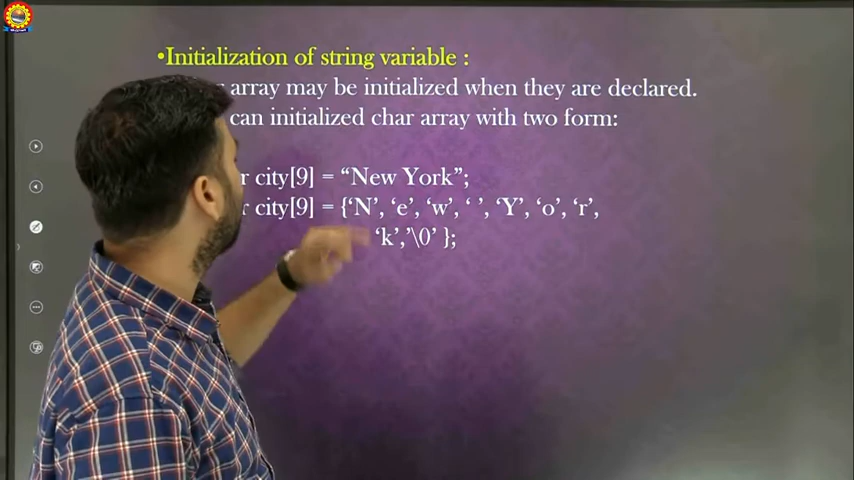 •Initialization of string variable :
array may be initialized when they are declared.
can initialized char array with two form:
city[9] = “New York”;
city[9] = {‘N’, ‘e’, ‘w’, ‘ ’, ‘Y’, ‘o’, ‘r’,
‘k’,’\0’ };